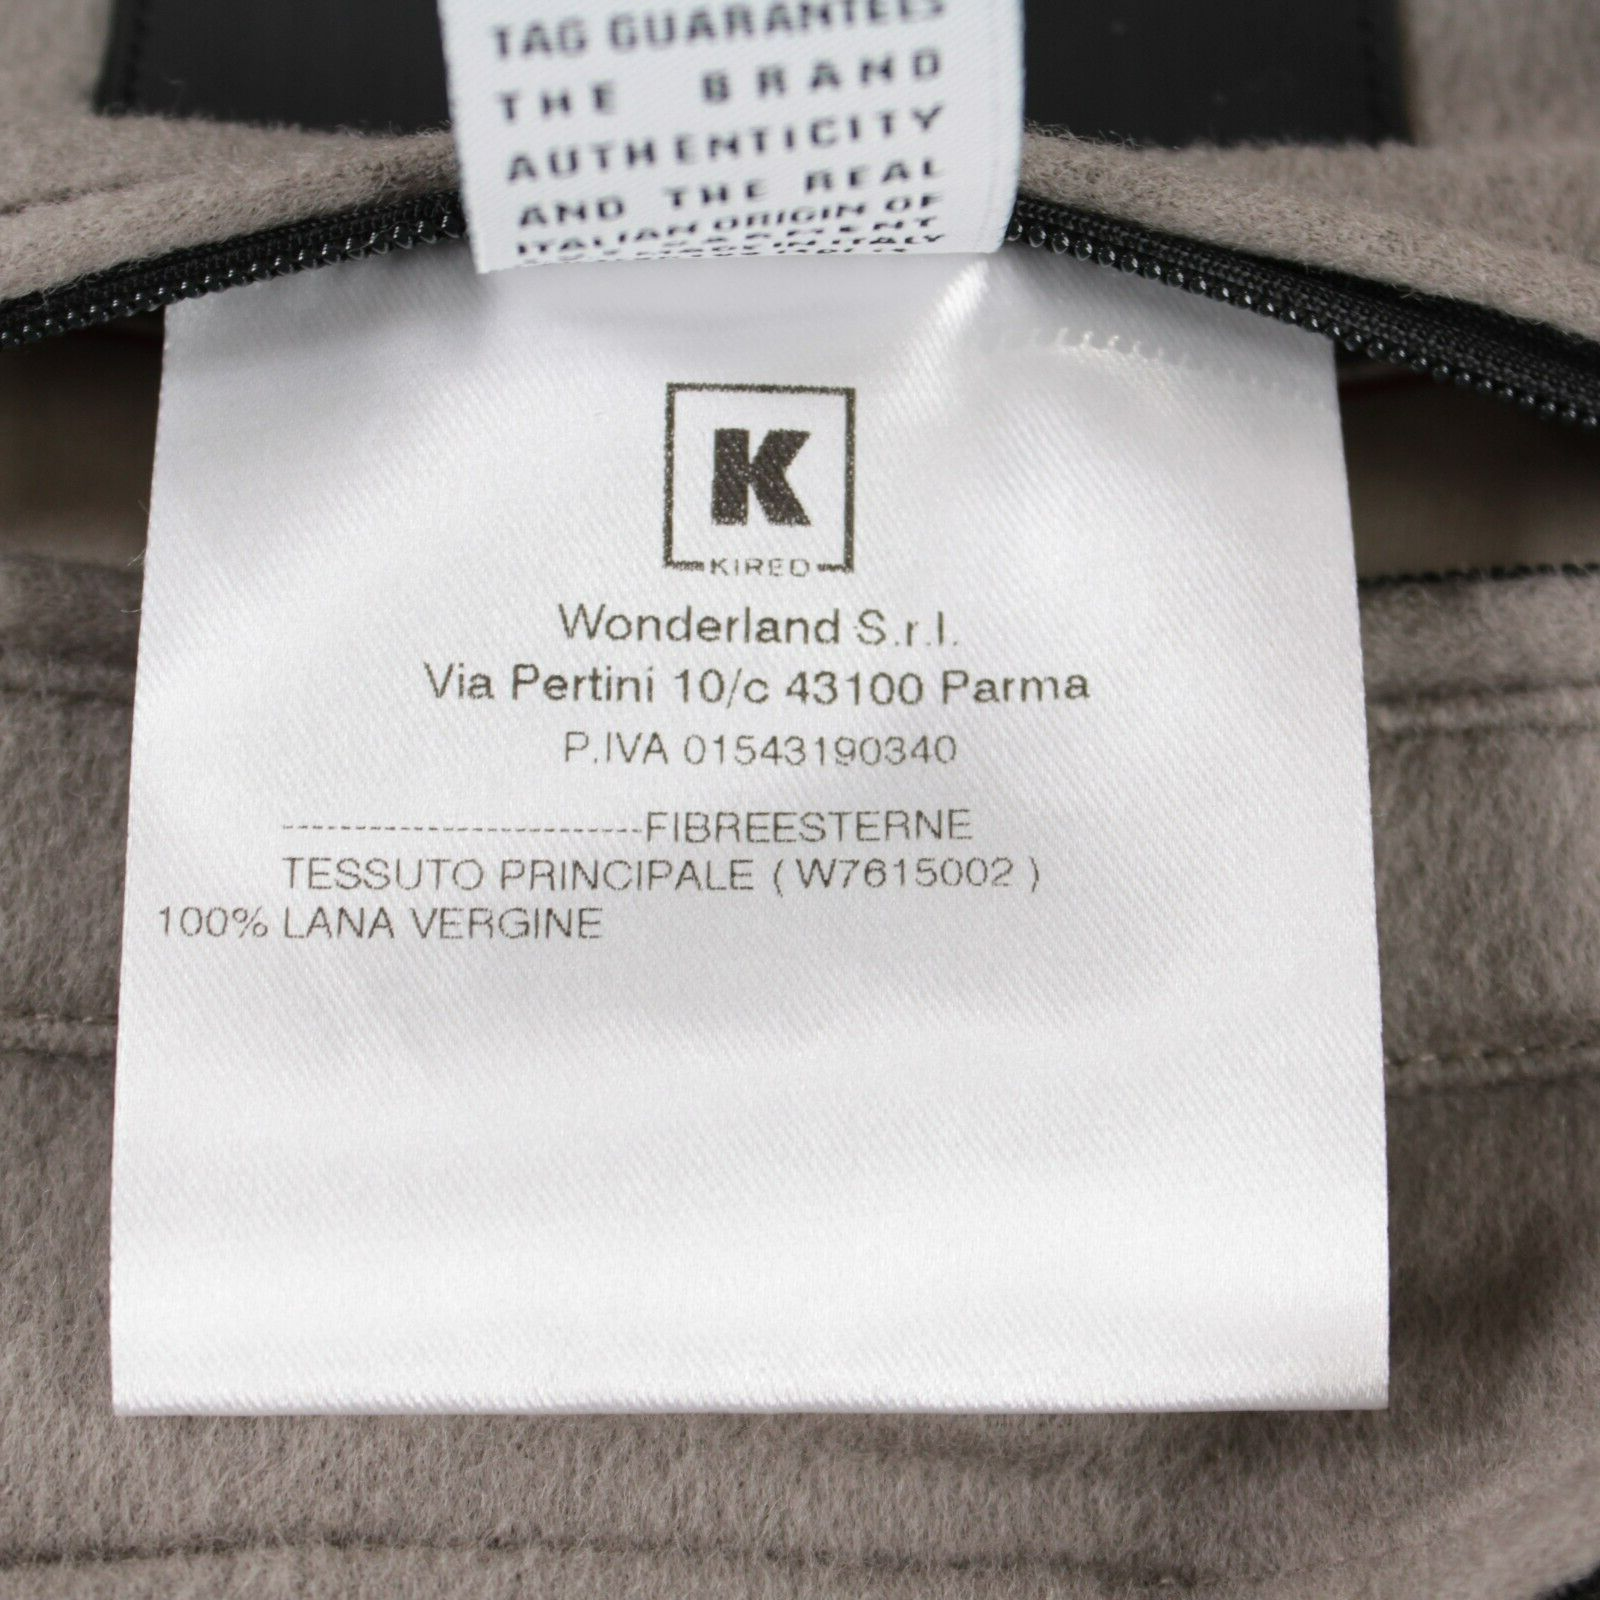 TAG GUARANTEES
THE BRAND
AUTHENTICITY
AND THE REAL
ITALIAN ORIGIN OF
K
KIRED
Wonderland S.r.l.
Via Pertini 10/c 43100 Parma
P.IVA 01543190340
------------------------FIBREESTERNE
TESSUTO PRINCIPALE ( W7615002 )
100% LANA VERGINE